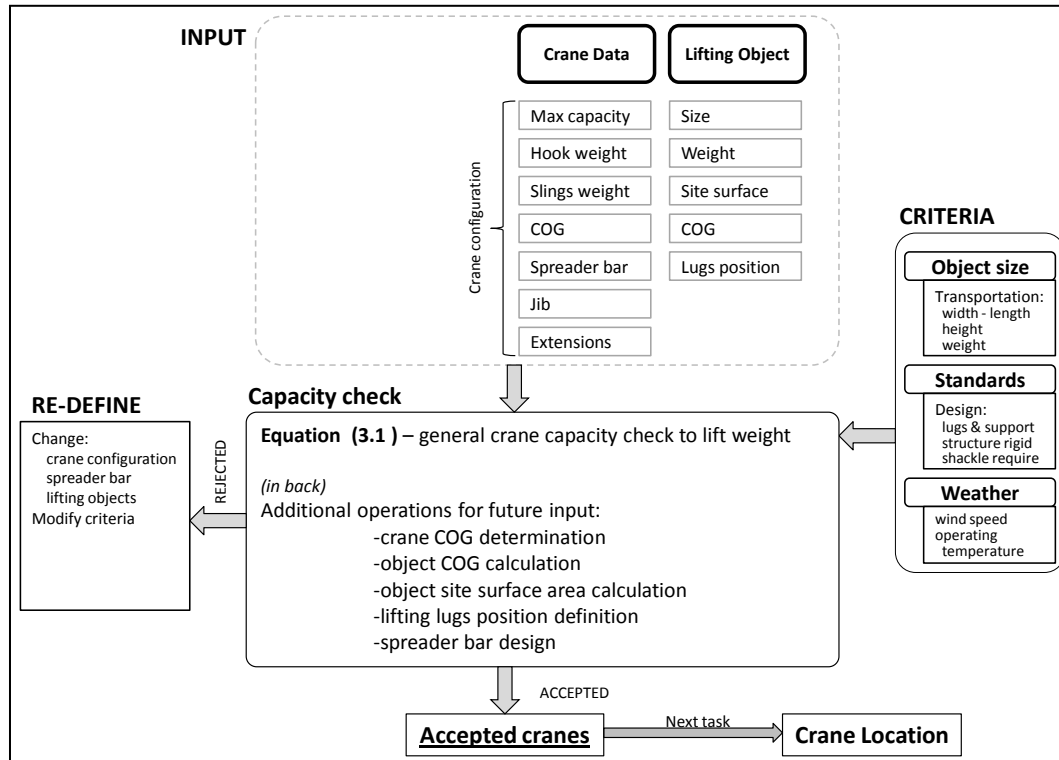 INPUT
Crane Data
Lifting Object
Crane configuration
Max capacity
Hook weight
Slings weight
COG
Spreader bar
Jib
Extensions
Size
Weight
Site surface
COG
Lugs position
CRITERIA
Object size
Transportation:
width - length
height
weight
Standards
Design:
lugs & support
structure rigid
shackle require
Weather
wind speed
operating
temperature
Capacity check
Equation (3.1 ) – general crane capacity check to lift weight
(in back)
Additional operations for future input:
-crane COG determination
-object COG calculation
-object site surface area calculation
-lifting lugs position definition
-spreader bar design
RE-DEFINE
Change:
crane configuration
spreader bar
lifting objects
Modify criteria
REJECTED
ACCEPTED
Accepted cranes
Next task
Crane Location